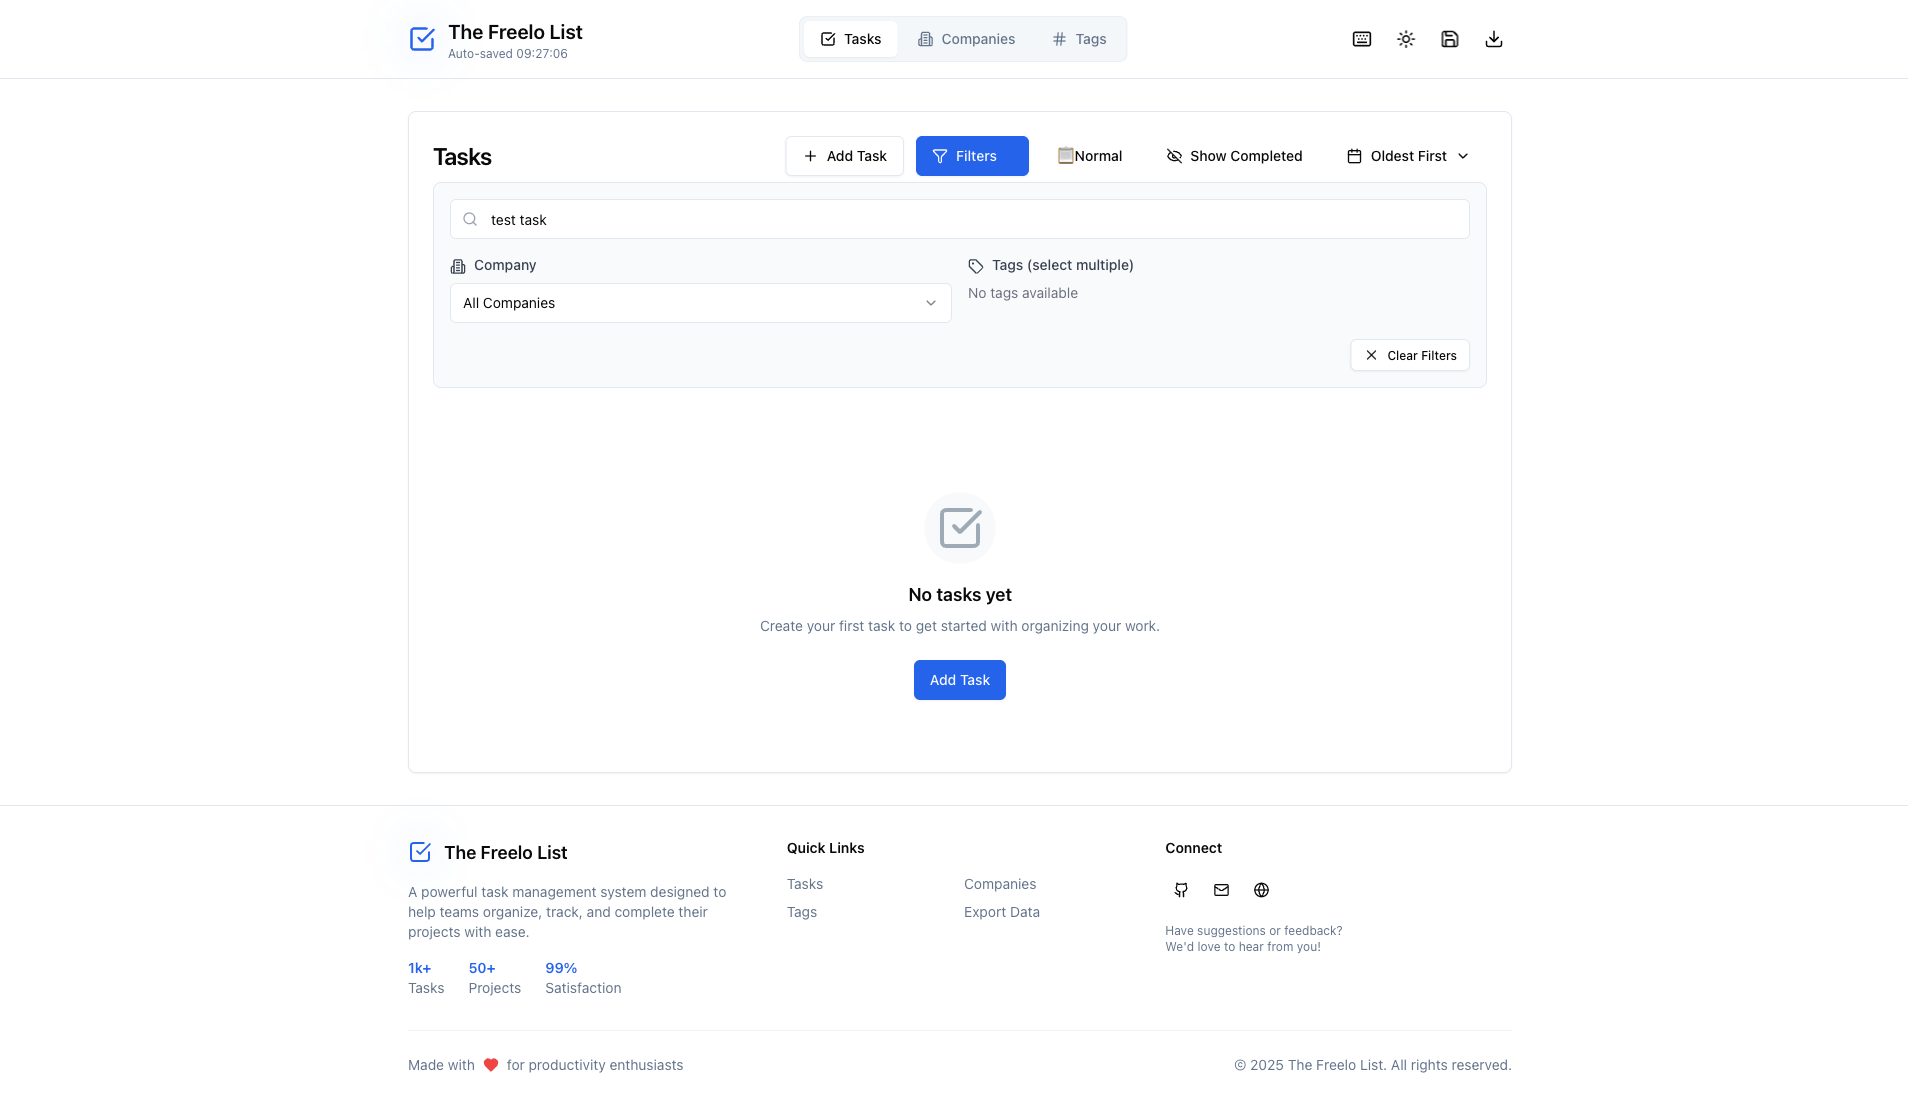 The Freelo List
Auto-saved 09:27:06
Tasks
Companies
Tags
Tasks
Add Task
Filters
Normal
Show Completed
Oldest First
test task
Company
All Companies
Tags (select multiple)
No tags available
Clear Filters
No tasks yet
Create your first task to get started with organizing your work.
Add Task
The Freelo List
A powerful task management system designed to
help teams organize, track, and complete their
projects with ease.
1k+
Tasks
50+
Projects
99%
Satisfaction
Quick Links
Tasks
Companies
Tags
Export Data
Connect
Have suggestions or feedback?
We'd love to hear from you!
Made with ❤️ for productivity enthusiasts
© 2025 The Freelo List. All rights reserved.